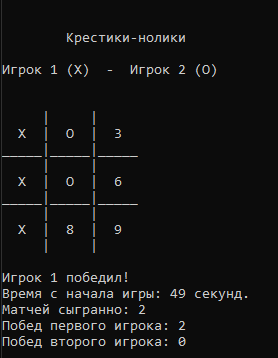 Крестики-нолики
Игрок 1 (X)  -  Игрок 2 (O)
     |     |
  X  |  O  |  3
_____|_____|_____
     |     |
  X  |  O  |  6
_____|_____|_____
     |     |
  X  |  8  |  9
     |     |
Игрок 1 победил!
Время с начала игры: 49 секунд.
Матчей сыгранно: 2
Побед первого игрока: 2
Побед второго игрока: 0